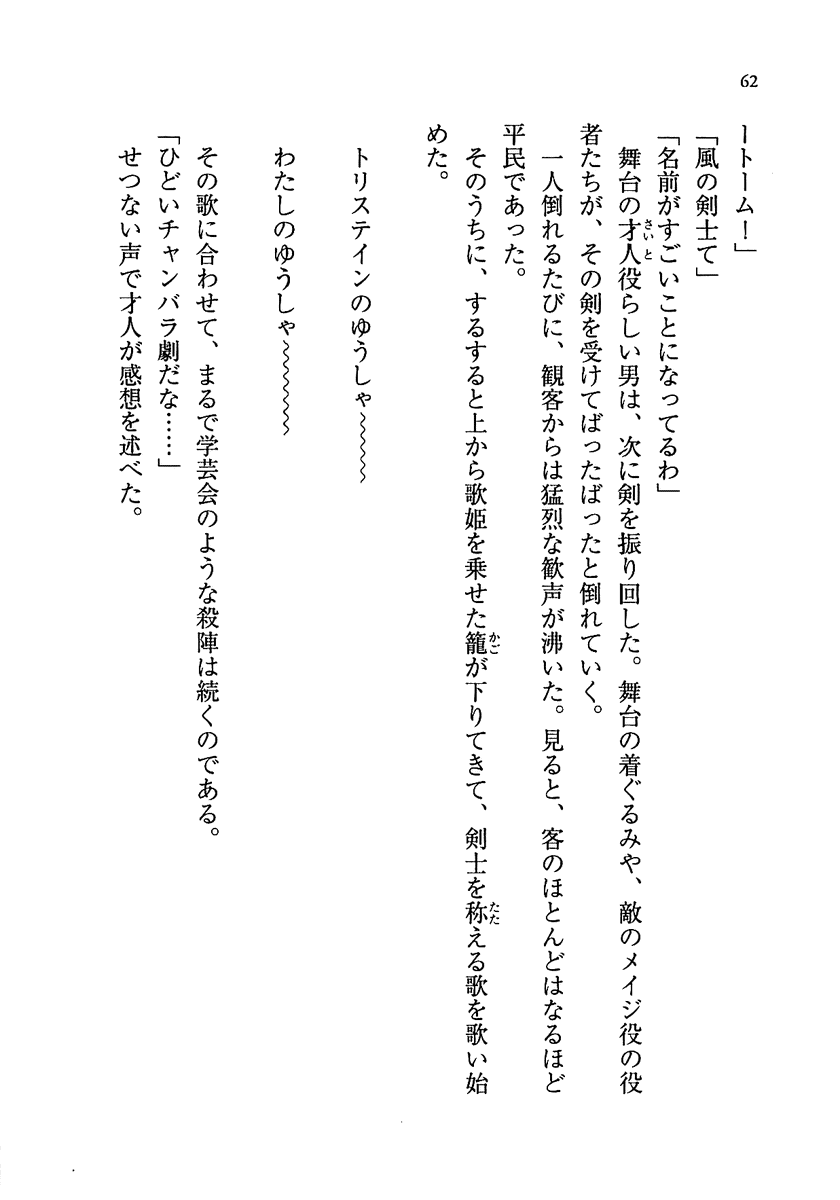 62
ートーム！」
「風の剣士て」
「名前がすごいことになってるわ」
　舞台の才人役らしい男は、次に剣を振り回した。舞台の着ぐるみや、敵のメイジ役の役
者たちが、その剣を受けてばったばったと倒れていく。
　一人倒れるたびに、観客からは猛烈な歓声が沸いた。見ると、客のほとんどはなるほど
平民であった。
　そのうちに、するすると上から歌姫を乗せた籠が下りてきて、剣士を称える歌を歌い始
めた。
　トリステインのゆうしゃ～～～～
　わたしのゆうしゃ～～～～～～
　その歌に合わせて、まるで学芸会のような殺陣は続くのである。
「ひどいチャンバラ劇だな……」
　せつない声で才人が感想を述べた。